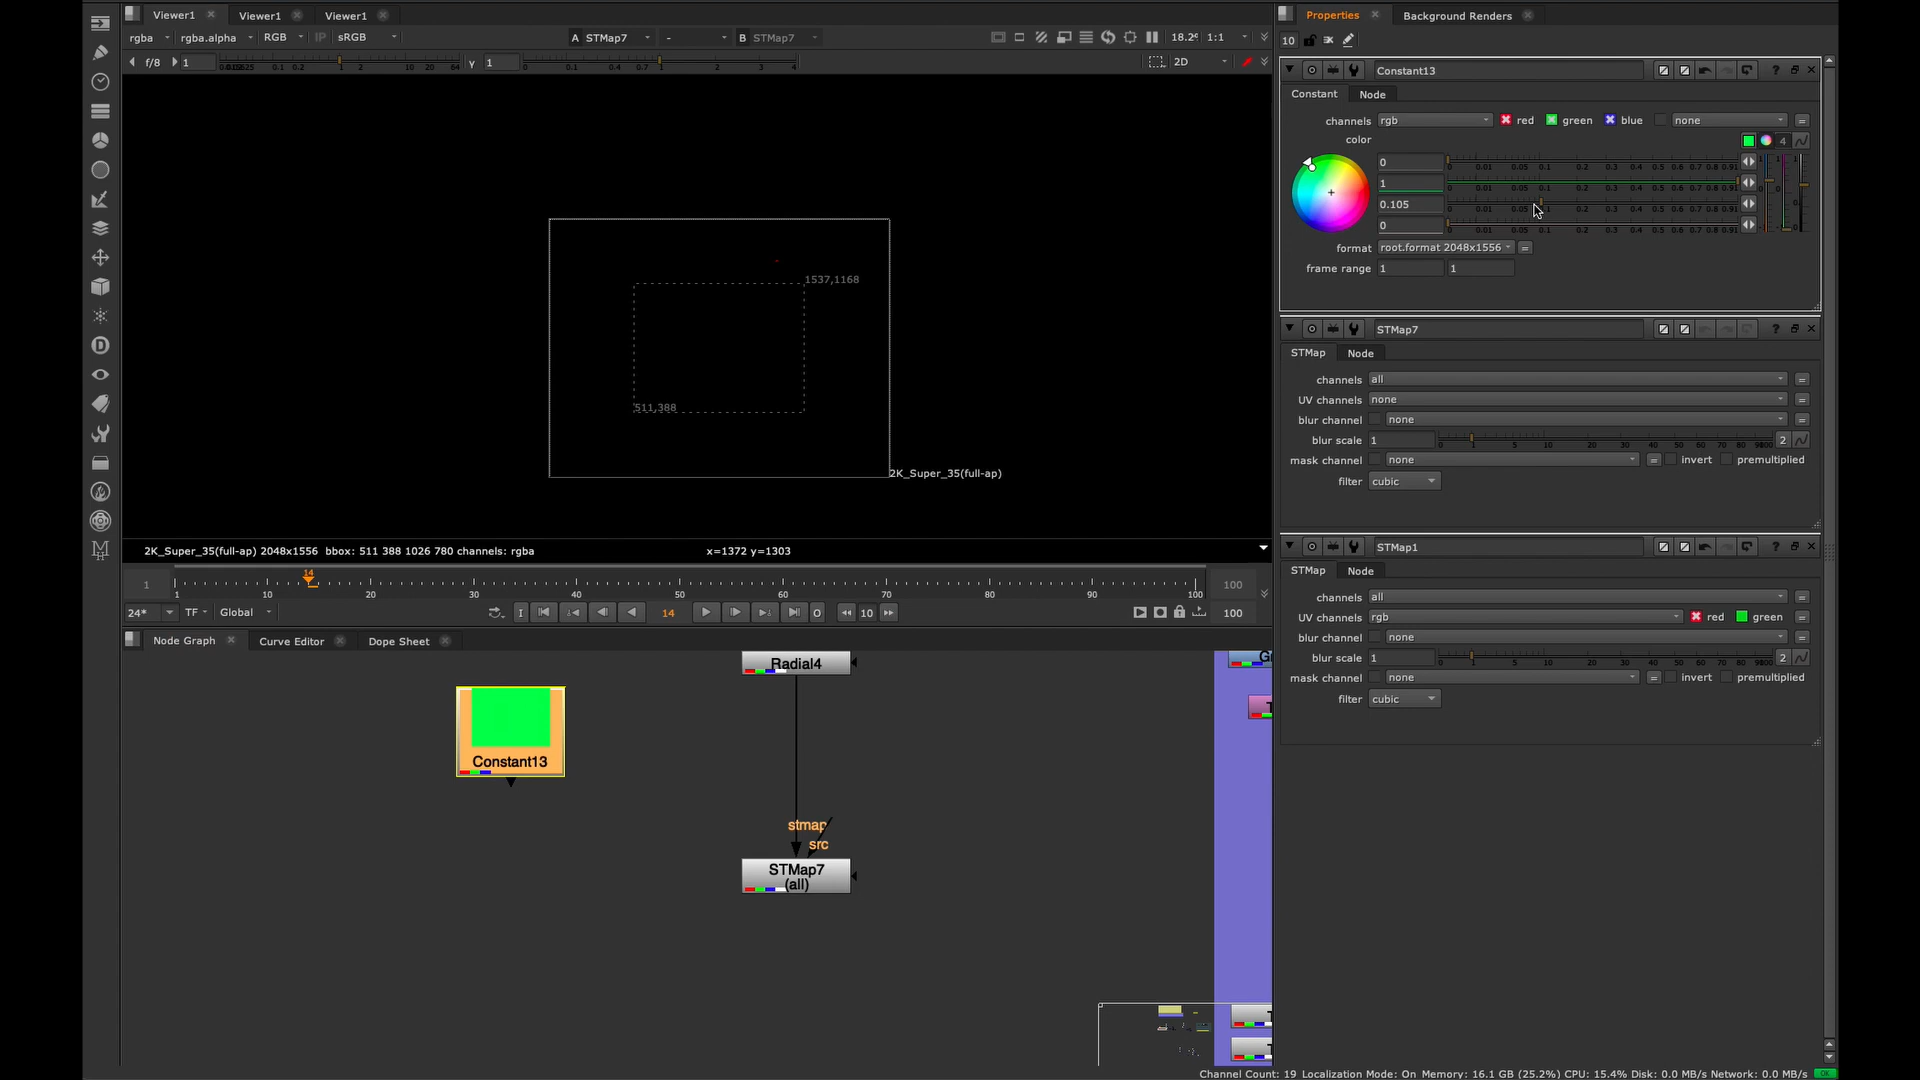 Viewer1
Viewer1
Viewer1
Properties
Background Renders
rgba
rgba.alpha
RGB
IP
sRGB
A STMap7
-
B STMap7
1:1
10
f/8
1
y
1
2D
Constant13
Constant
Node
channels
rgb
red
green
blue
none
color
4
0
1
0.105
0
format
root.format 2048x1556
frame range
1
1
1537,1168
511,388
2K_Super_35(full-ap)
STMap7
STMap
Node
channels
all
UV channels
none
blur channel
none
blur scale
1
2
mask channel
none
invert
premultiplied
filter
cubic
2K_Super_35(full-ap) 2048x1556 bbox: 511 388 1026 780 channels: rgba
x=1372 y=1303
STMap1
STMap
Node
channels
all
UV channels
rgb
red
green
blur channel
none
blur scale
1
2
mask channel
none
invert
premultiplied
filter
cubic
14
1
1 10 20 30 40 50 60 70 80 90 100
100
24*
TF
Global
I
14
O
10
100
Node Graph
Curve Editor
Dope Sheet
Radial4
Constant13
stmap
src
STMap7
(all)
Channel Count: 19 Localization Mode: On Memory: 16.1 GB (25.2%) CPU: 15.4% Disk: 0.0 MB/s Network: 0.0 MB/s